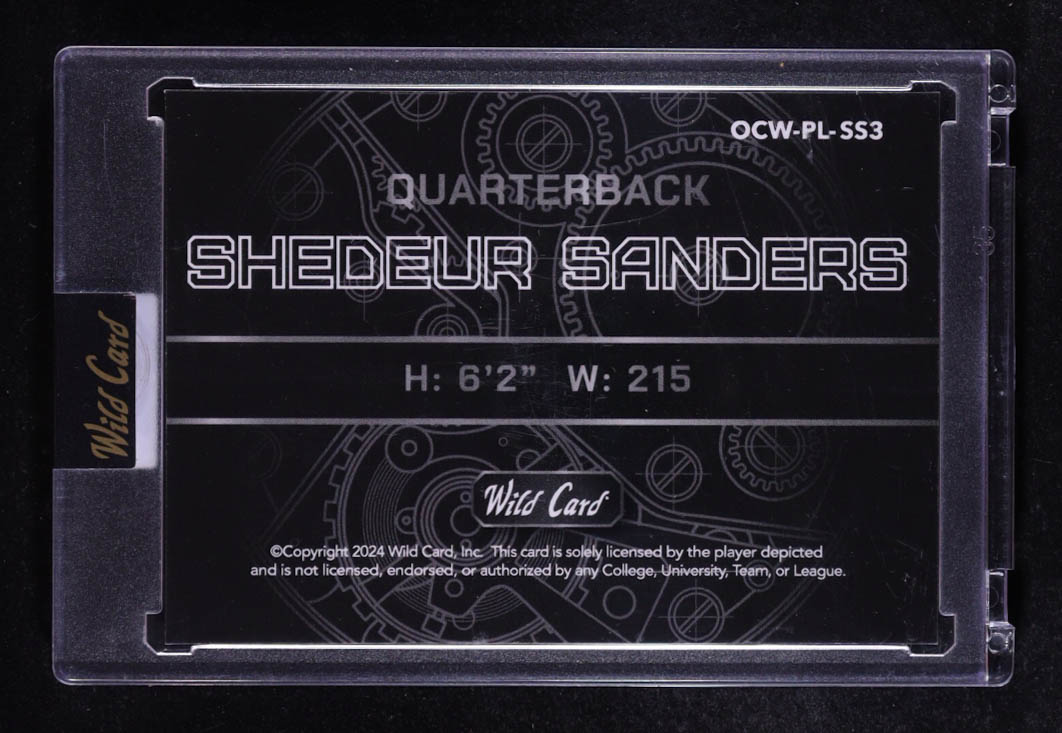 OCW-PL-SS3
QUARTERBACK
SHEDEUR SANDERS
H: 6'2" W: 215
Wild Card
Wild Card
©Copyright 2024 Wild Card, Inc. This card is solely licensed by the player depicted
and is not licensed, endorsed, or authorized by any College, University, Team, or League.